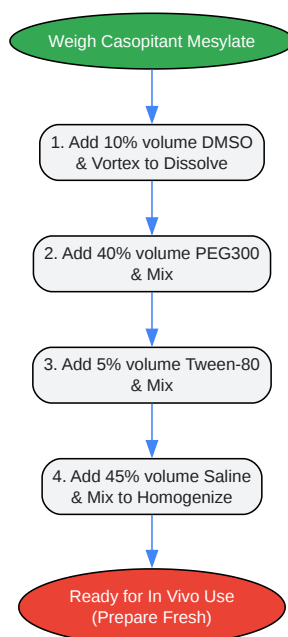 Weigh Casopitant Mesylate
1. Add 10% volume DMSO
& Vortex to Dissolve
2. Add 40% volume PEG300
& Mix
3. Add 5% volume Tween-80
& Mix
4. Add 45% volume Saline
& Mix to Homogenize
Ready for In Vivo Use
(Prepare Fresh)